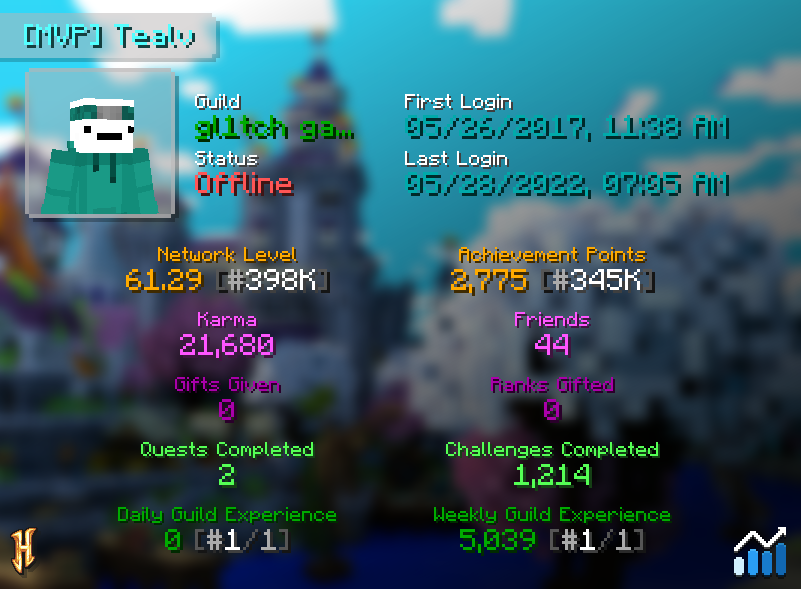 [MVP] Tealv
Guild
gl1tch ga...
Status
Offline
First Login
05/26/2017, 11:38 AM
Last Login
05/28/2022, 07:05 AM
Network Level
61.29 [#398K]
Achievement Points
2,775 [#345K]
Karma
21,680
Friends
44
Gifts Given
0
Ranks Gifted
0
Quests Completed
2
Challenges Completed
1,214
Daily Guild Experience
0 [#1/1]
Weekly Guild Experience
5,039 [#1/1]
H